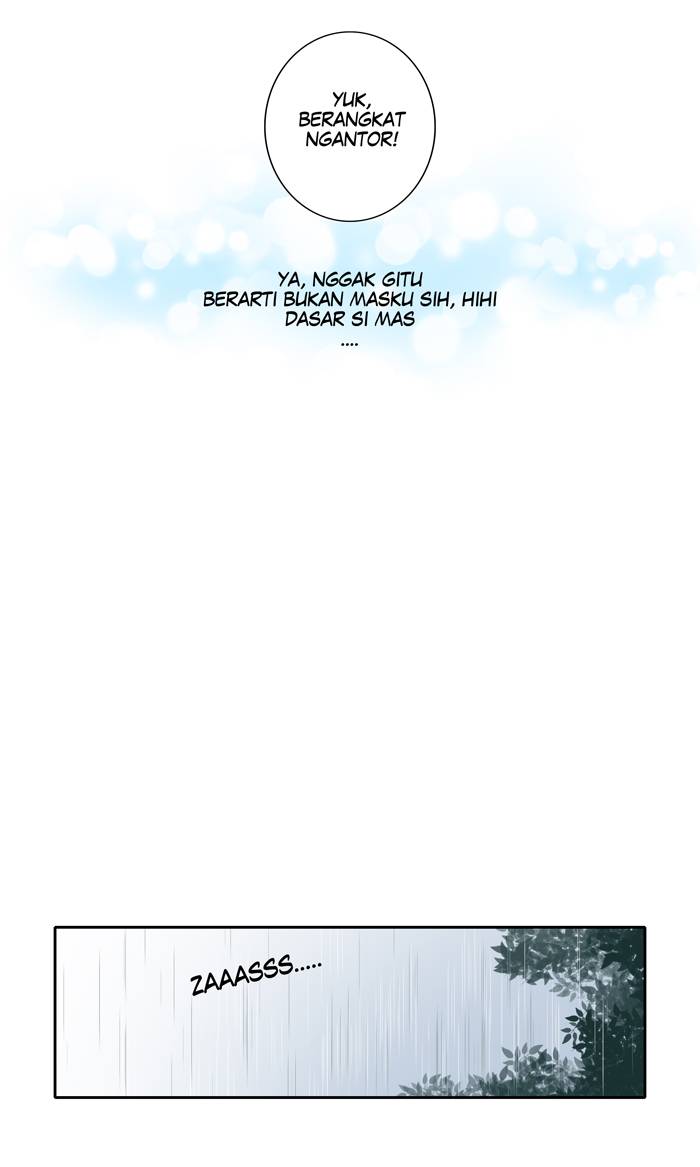 YUK,
BERANGKAT
NGANTOR!
YA, NGGAK GITU
BERARTI BUKAN MASKU SIH, HIHI
DASAR SI MAS
....
ZAAASSS.....